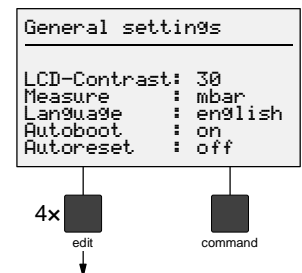 General settings
LCD-Contrast: 30
Measure : mbar
Language : english
Autoboot : on
Autoreset : off
4×
edit command